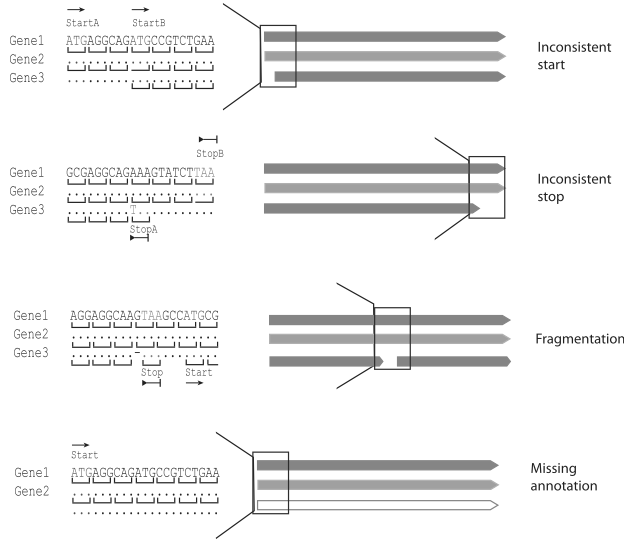 StartA StartB
Gene1 ATGAGGCAGATGCCGTCTGAA
Gene2 .....................
Gene3 .....................
Inconsistent
start
StopB
Gene1 GCGAGGCAGAAAGTATCTTAA
Gene2 .....................
Gene3 .........T...........
StopA
Inconsistent
stop
Gene1 AGGAGGCAAGTAAGCCATGCG
Gene2 .....................
Gene3 .........-...........
Stop Start
Fragmentation
Start
Gene1 ATGAGGCAGATGCCGTCTGAA
Gene2 .....................
.....................
Missing
annotation